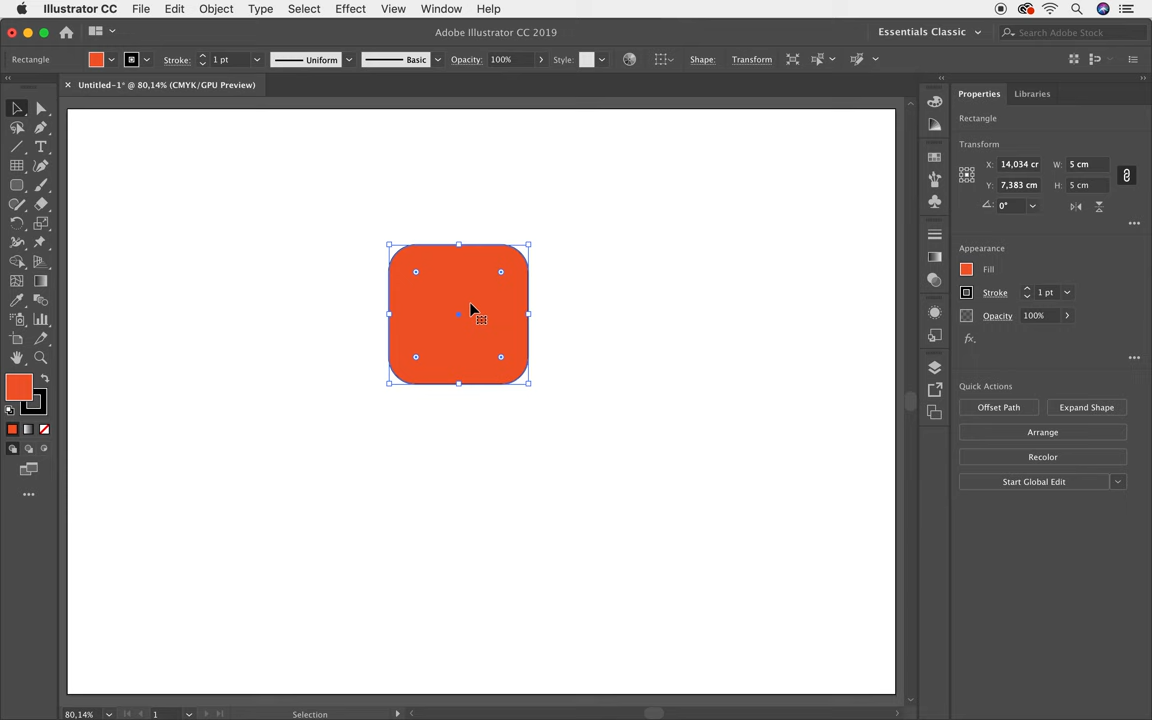 Illustrator CC File Edit Object Type Select Effect View Window Help
Adobe Illustrator CC 2019
Essentials Classic
Search Adobe Stock
Rectangle
Stroke: 1 pt
Uniform
Basic
Opacity: 100%
Style:
Shape:
Transform
× Untitled-1* @ 80,14% (CMYK/GPU Preview)
Properties
Libraries
Rectangle
Transform
X: 14,034 cr
W: 5 cm
Y: 7,383 cm
H: 5 cm
0°
Appearance
Fill
Stroke
1 pt
Opacity
100%
fx.
Quick Actions
Offset Path
Expand Shape
Arrange
Recolor
Start Global Edit
80,14%
1
Selection